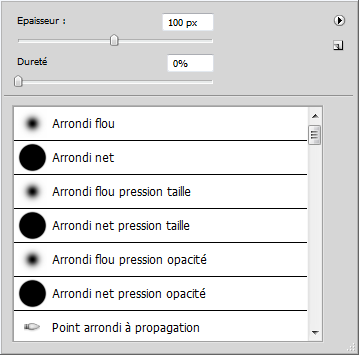 Epaisseur : 100 px
Dureté 0%
Arrondi flou
Arrondi net
Arrondi flou pression taille
Arrondi net pression taille
Arrondi flou pression opacité
Arrondi net pression opacité
Point arrondi à propagation